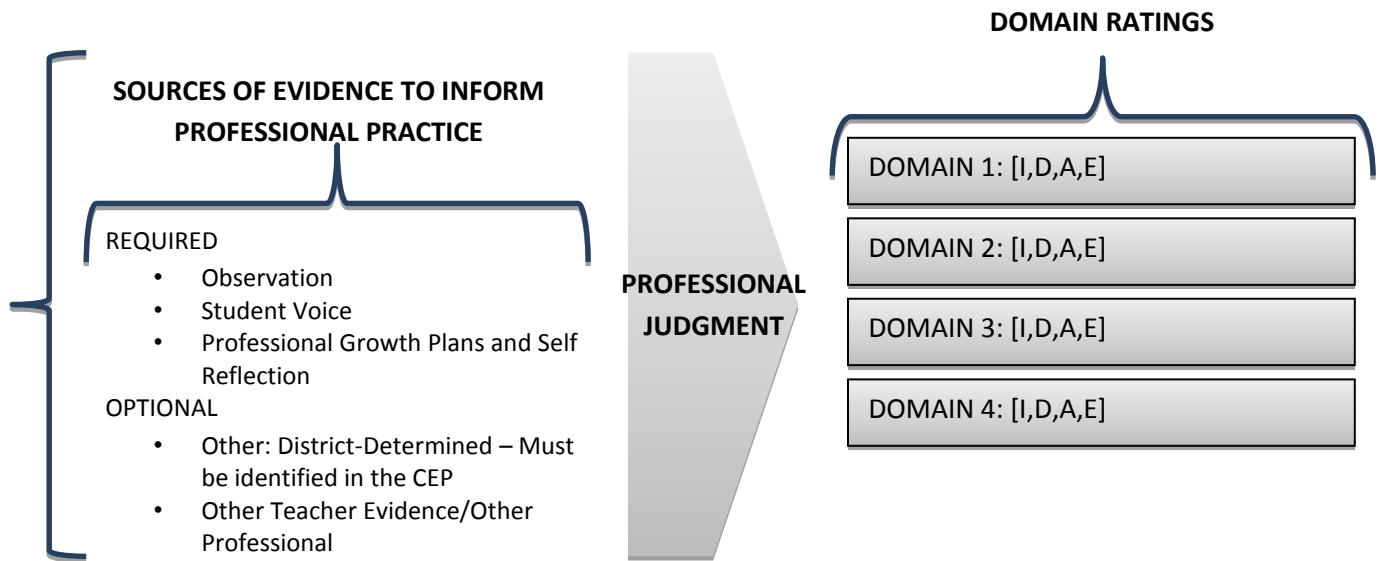 SOURCES OF EVIDENCE TO INFORM
PROFESSIONAL PRACTICE
REQUIRED
• Observation
• Student Voice
• Professional Growth Plans and Self
Reflection
OPTIONAL
• Other: District-Determined – Must
be identified in the CEP
• Other Teacher Evidence/Other
Professional
PROFESSIONAL
JUDGMENT
DOMAIN RATINGS
DOMAIN 1: [I,D,A,E]
DOMAIN 2: [I,D,A,E]
DOMAIN 3: [I,D,A,E]
DOMAIN 4: [I,D,A,E]